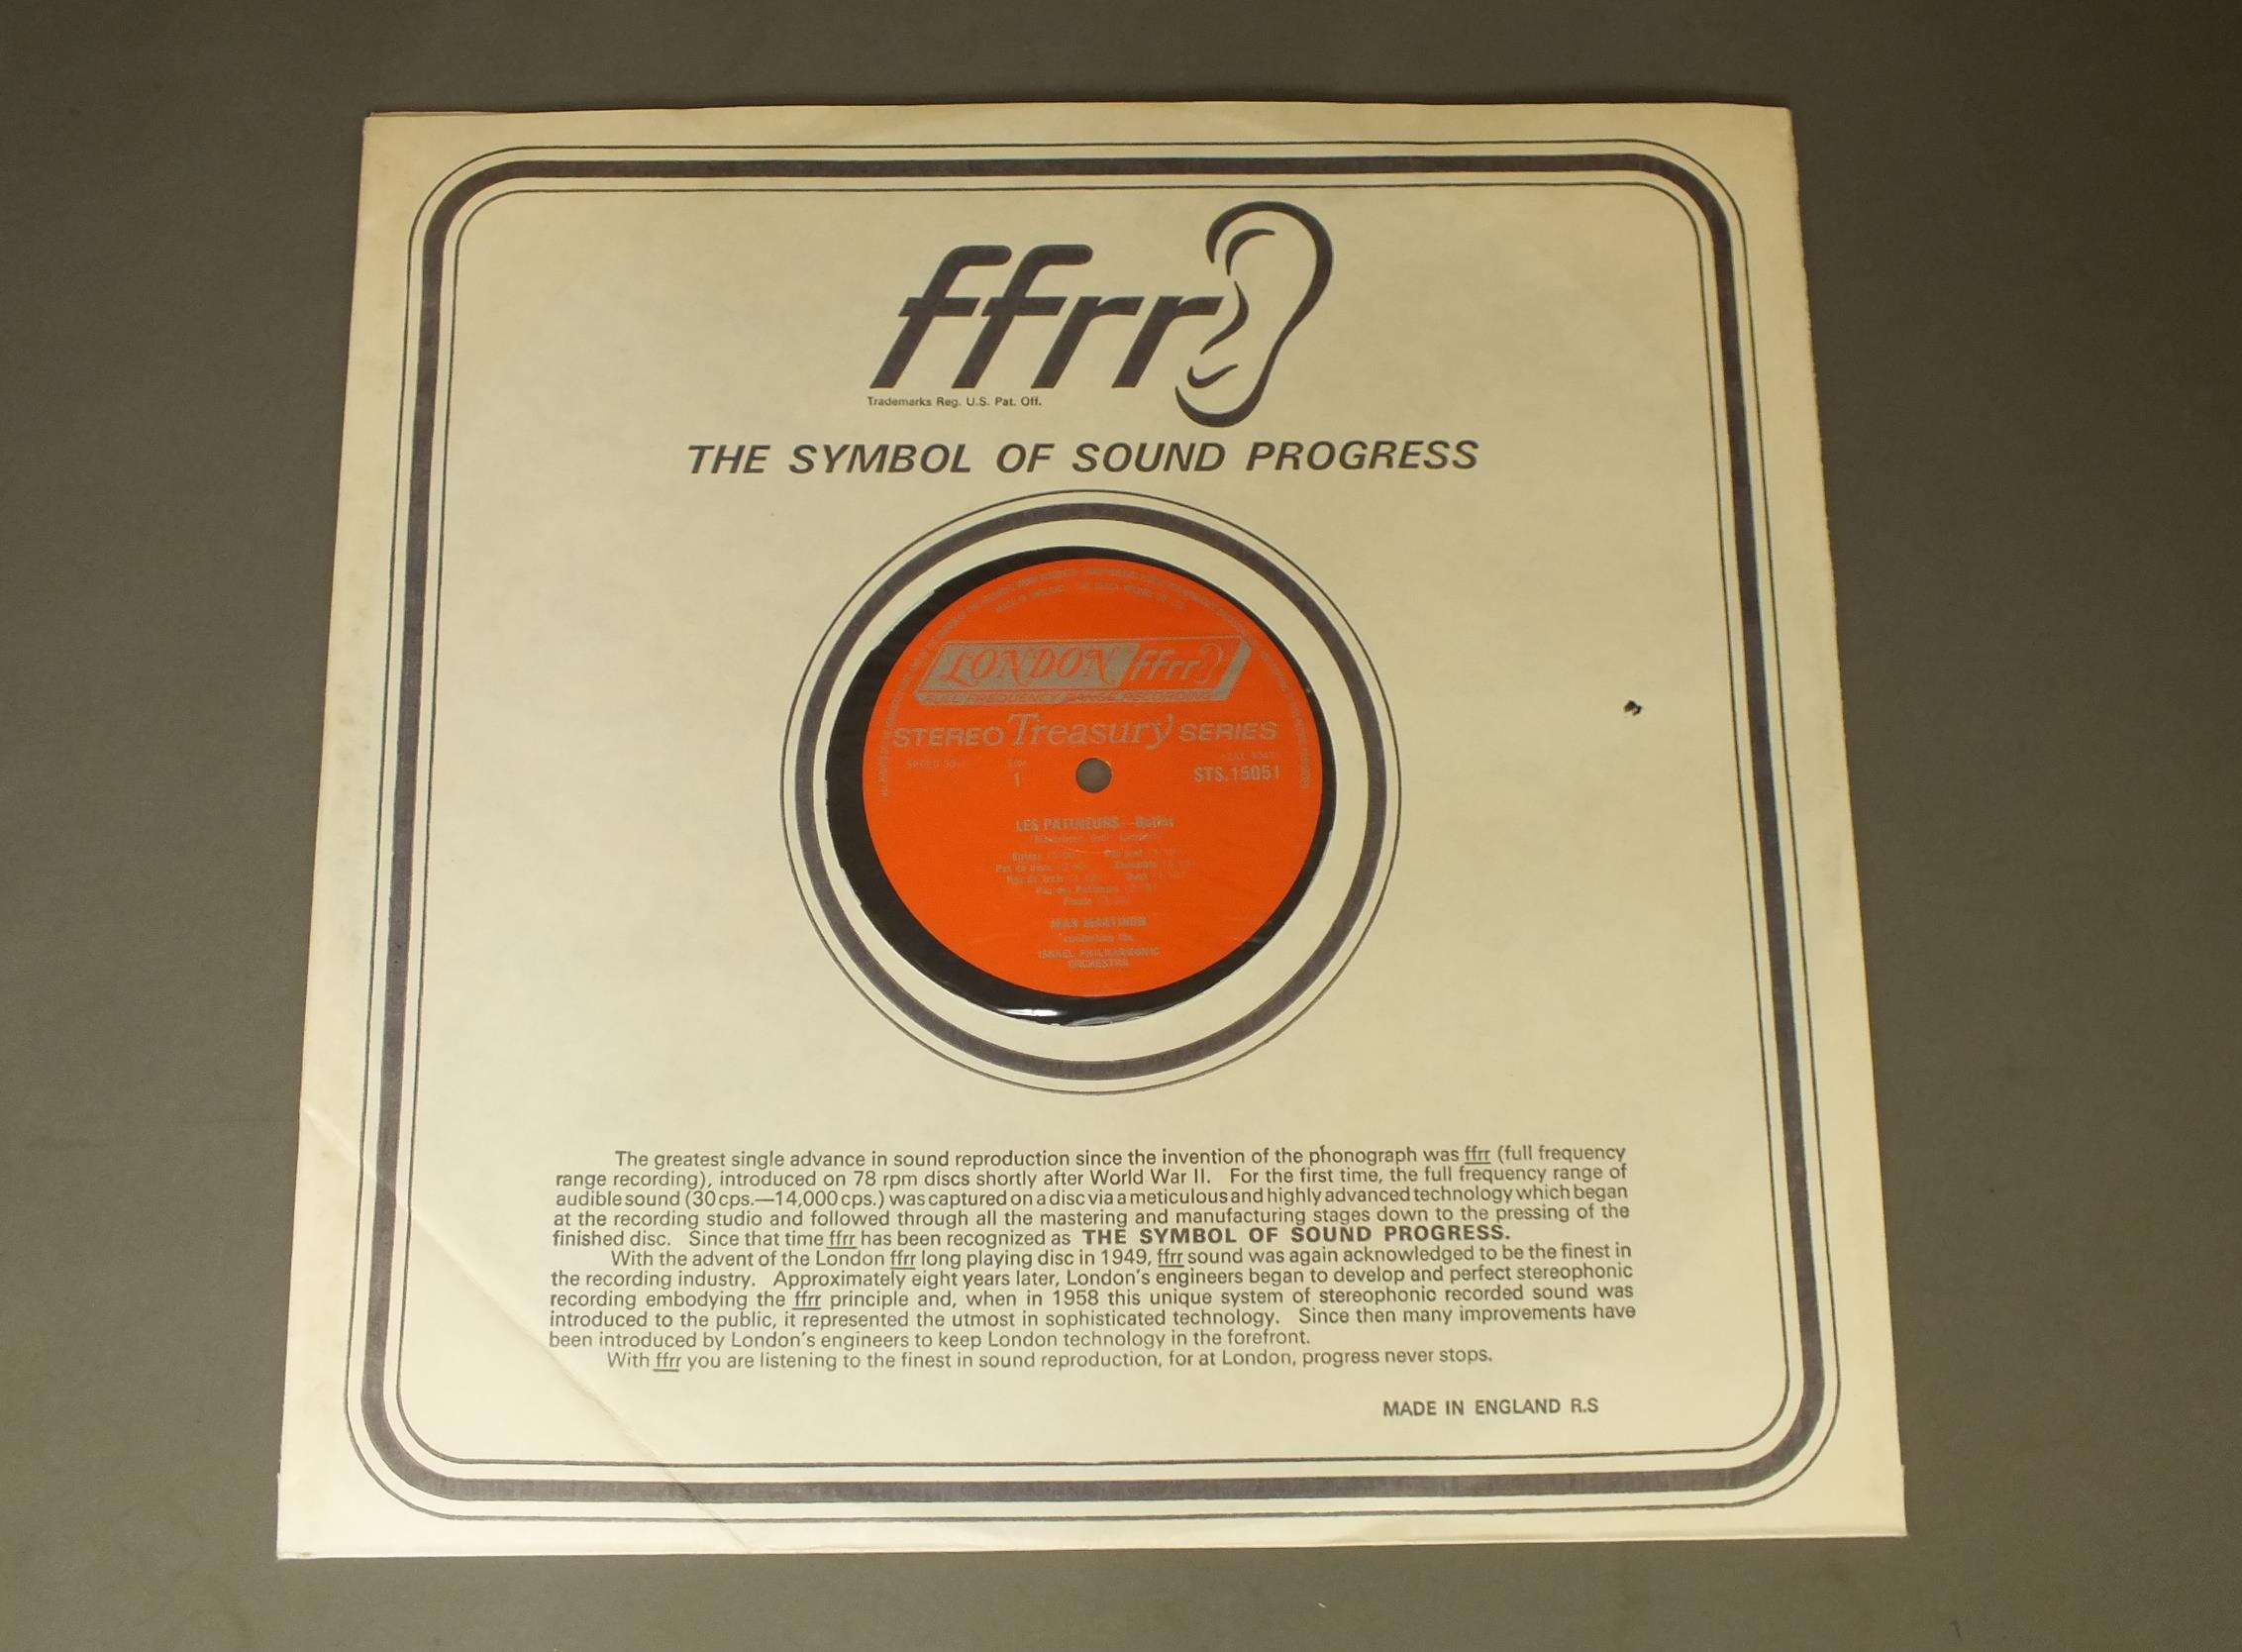 ffrr
Trademarks Reg. U.S. Pat. Off.
THE SYMBOL OF SOUND PROGRESS
LONDON ffrr
FULL FREQUENCY RANGE RECORDING
STEREO Treasury SERIES
Side
1
STS.15051
LES PATINEURS—Ballet
JEAN MARTINON
conducting the
ISRAEL PHILHARMONIC
ORCHESTRA
The greatest single advance in sound reproduction since the invention of the phonograph was ffrr (full frequency
range recording), introduced on 78 rpm discs shortly after World War II. For the first time, the full frequency range of
audible sound (30 cps.—14,000 cps.) was captured on a disc via a meticulous and highly advanced technology which began
at the recording studio and followed through all the mastering and manufacturing stages down to the pressing of the
finished disc. Since that time ffrr has been recognized as THE SYMBOL OF SOUND PROGRESS.
With the advent of the London ffrr long playing disc in 1949, ffrr sound was again acknowledged to be the finest in
the recording industry. Approximately eight years later, London's engineers began to develop and perfect stereophonic
recording embodying the ffrr principle and, when in 1958 this unique system of stereophonic recorded sound was
introduced to the public, it represented the utmost in sophisticated technology. Since then many improvements have
been introduced by London's engineers to keep London technology in the forefront.
With ffrr you are listening to the finest in sound reproduction, for at London, progress never stops.
MADE IN ENGLAND R.S